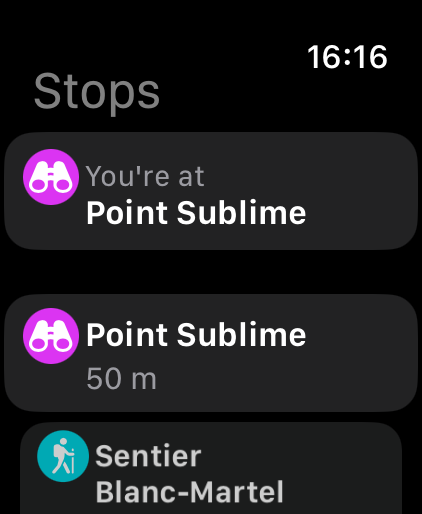 16:16
Stops
You're at
Point Sublime
Point Sublime
50 m
Sentier
Blanc-Martel